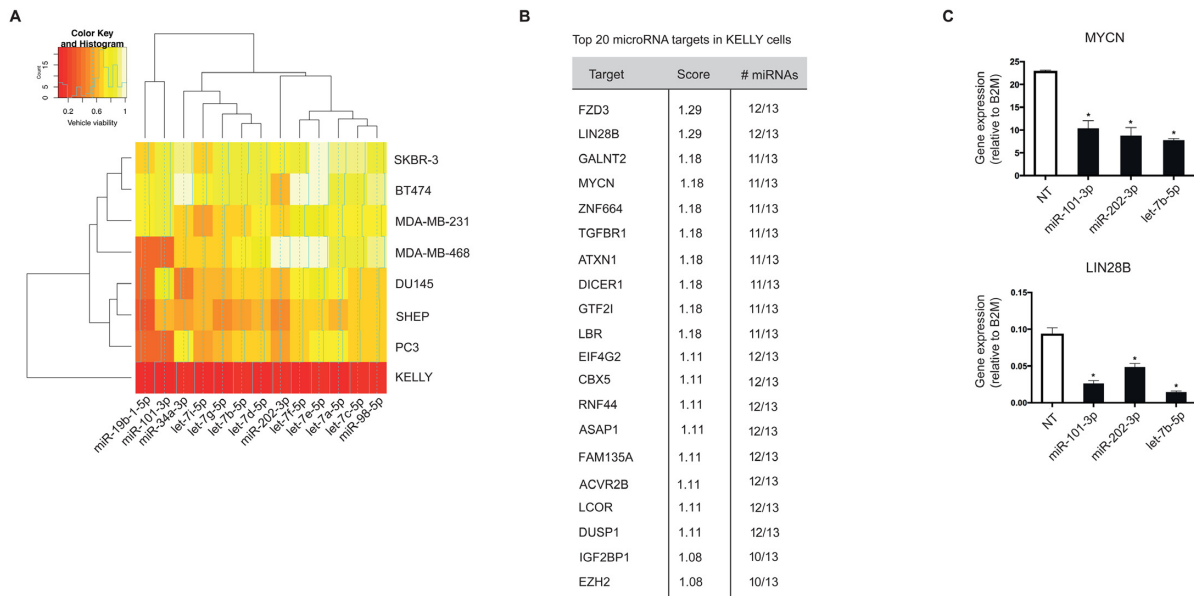 A
Color Key
and Histogram
Count
0 5 15
0.2 0.6 1
Vehicle viability
SKBR-3
BT474
MDA-MB-231
MDA-MB-468
DU145
SHEP
PC3
KELLY
miR-19b-1-5p
miR-101-3p
miR-34a-3p
let-7i-5p
let-7g-5p
let-7b-5p
let-7d-5p
miR-202-3p
let-7f-5p
let-7e-5p
let-7a-5p
let-7c-5p
miR-98-5p
B
Top 20 microRNA targets in KELLY cells
Target Score # miRNAs
FZD3 1.29 12/13
LIN28B 1.29 12/13
GALNT2 1.18 11/13
MYCN 1.18 11/13
ZNF664 1.18 11/13
TGFBR1 1.18 11/13
ATXN1 1.18 11/13
DICER1 1.18 11/13
GTF2I 1.18 11/13
LBR 1.18 11/13
EIF4G2 1.11 12/13
CBX5 1.11 12/13
RNF44 1.11 12/13
ASAP1 1.11 12/13
FAM135A 1.11 12/13
ACVR2B 1.11 12/13
LCOR 1.11 12/13
DUSP1 1.11 12/13
IGF2BP1 1.08 10/13
EZH2 1.08 10/13
C
MYCN
Gene expression
(relative to B2M)
25
20
15
10
5
0
* * *
NT
miR-101-3p
miR-202-3p
let-7b-5p
LIN28B
Gene expression
(relative to B2M)
0.15
0.10
0.05
0.00
* * *
NT
miR-101-3p
miR-202-3p
let-7b-5p